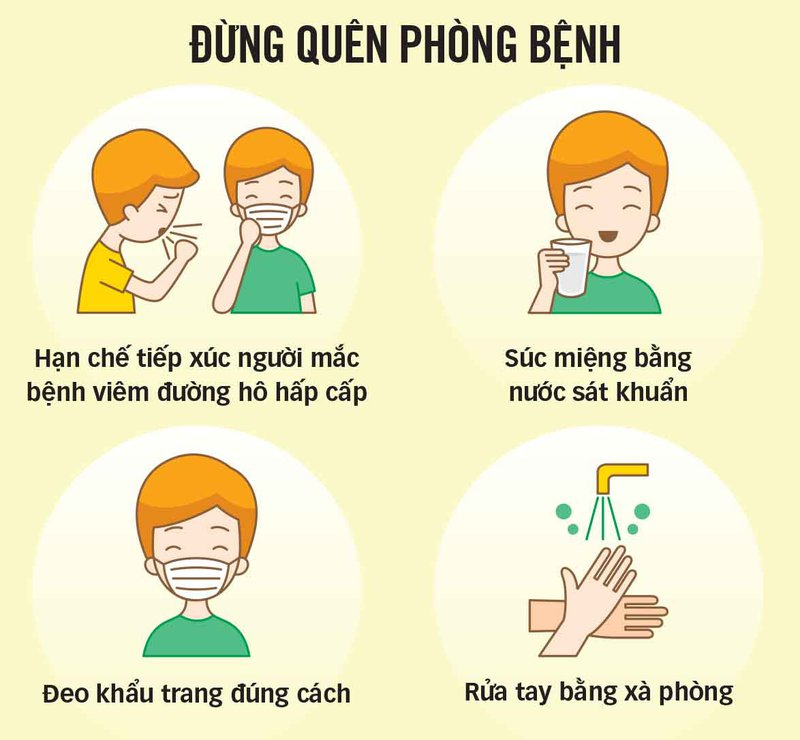 ĐỪNG QUÊN PHÒNG BỆNH
Hạn chế tiếp xúc người mắc
bệnh viêm đường hô hấp cấp
Súc miệng bằng
nước sát khuẩn
Đeo khẩu trang đúng cách
Rửa tay bằng xà phòng